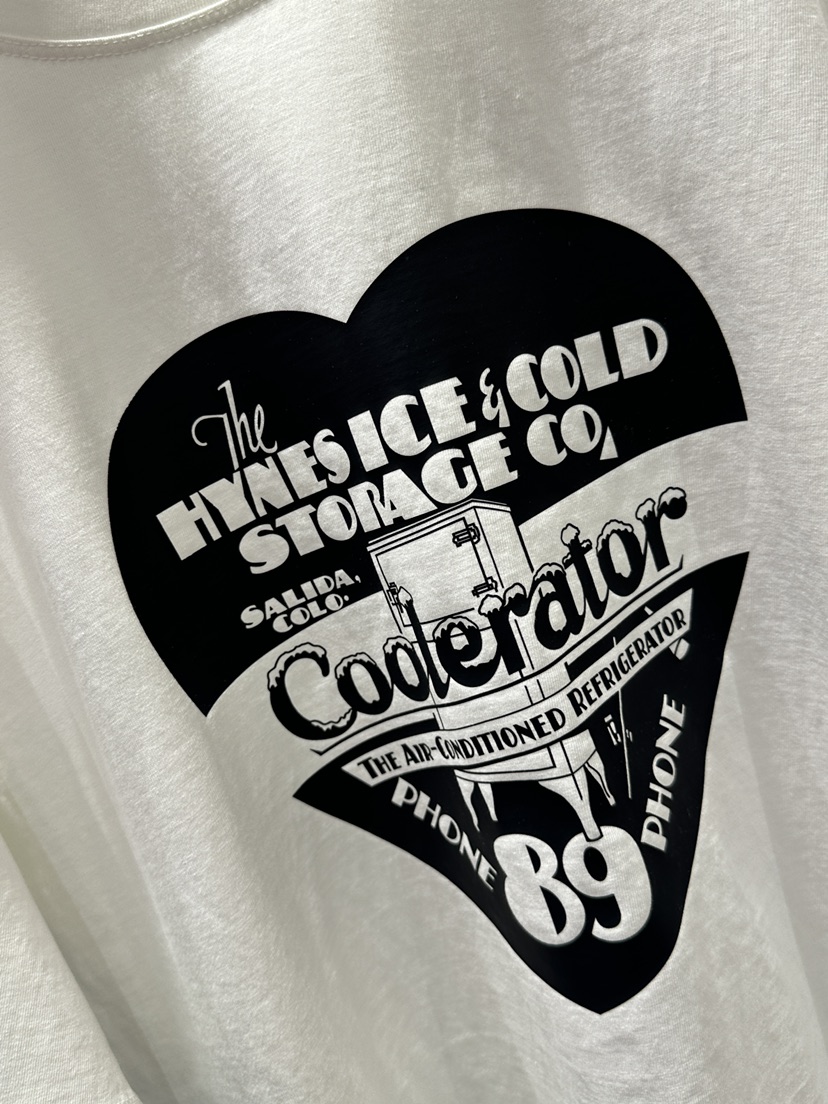 The
HYNES ICE & COLD
STORAGE CO.
SALIDA,
COLO.
Coolerator
THE AIR-CONDITIONED REFRIGERATOR
PHONE
89
PHONE